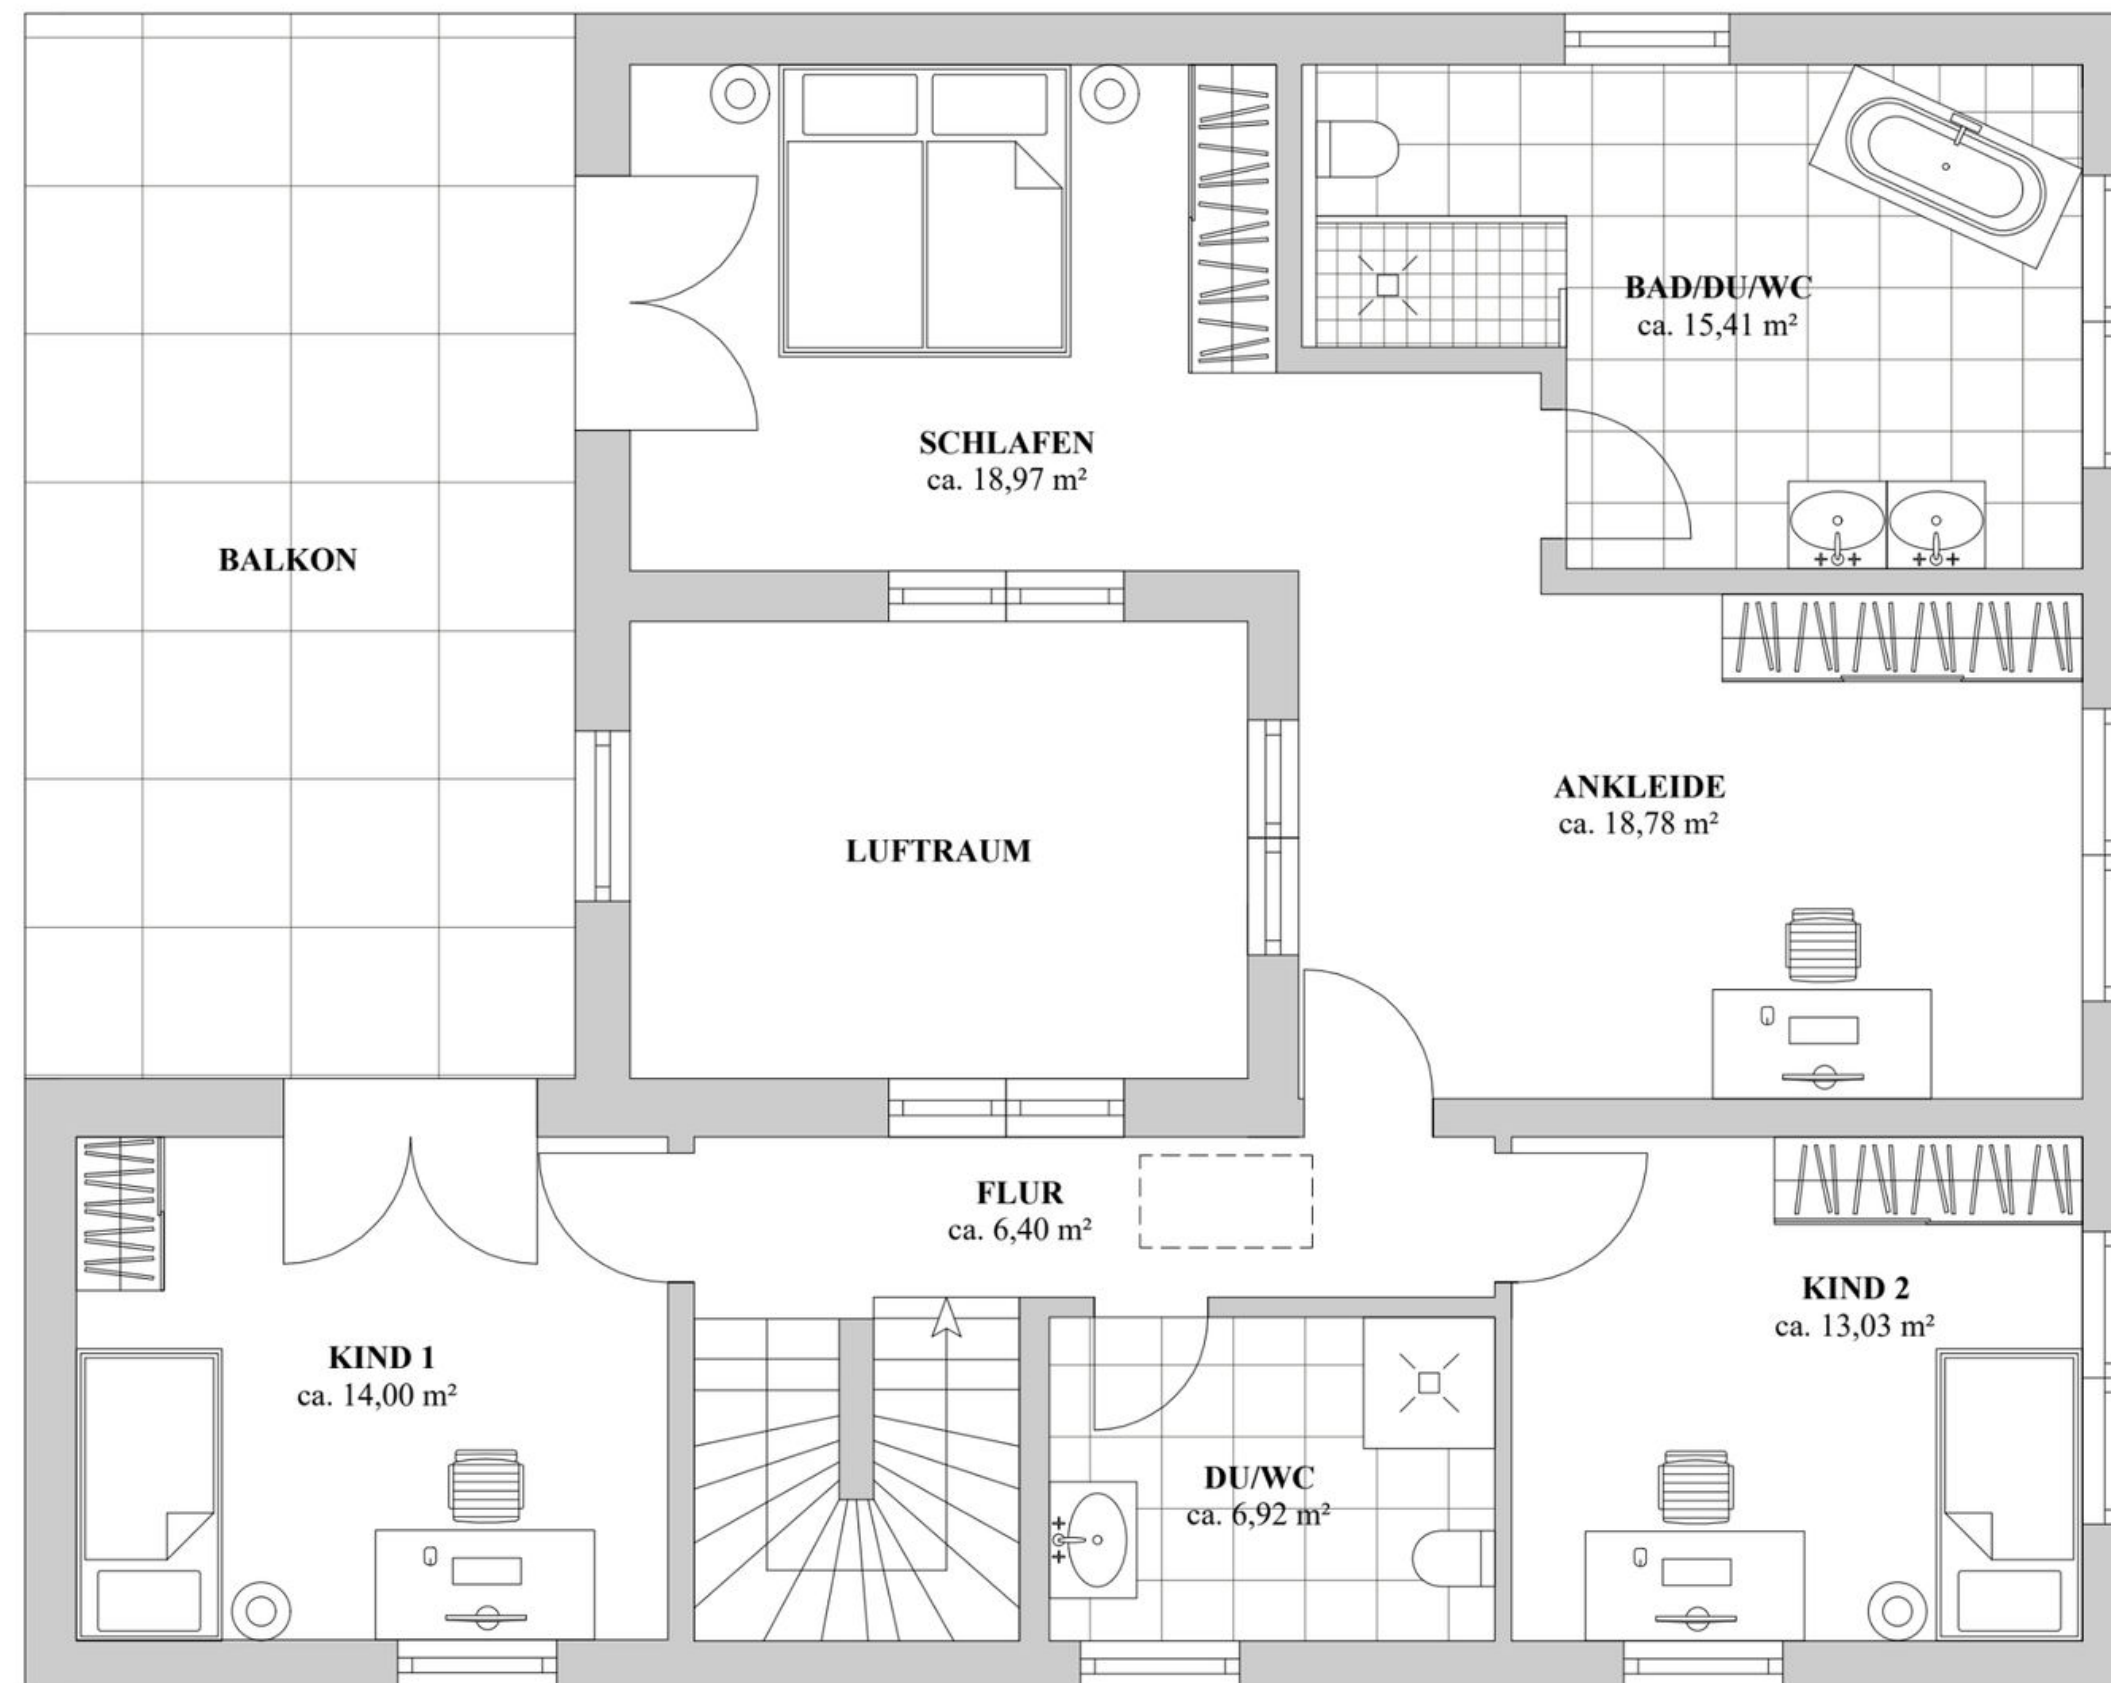 BAD/DU/WC
ca. 15,41 m²
SCHLAFEN
ca. 18,97 m²
BALKON
ANKLEIDE
ca. 18,78 m²
LUFTRAUM
FLUR
ca. 6,40 m²
KIND 2
ca. 13,03 m²
KIND 1
ca. 14,00 m²
DU/WC
ca. 6,92 m²